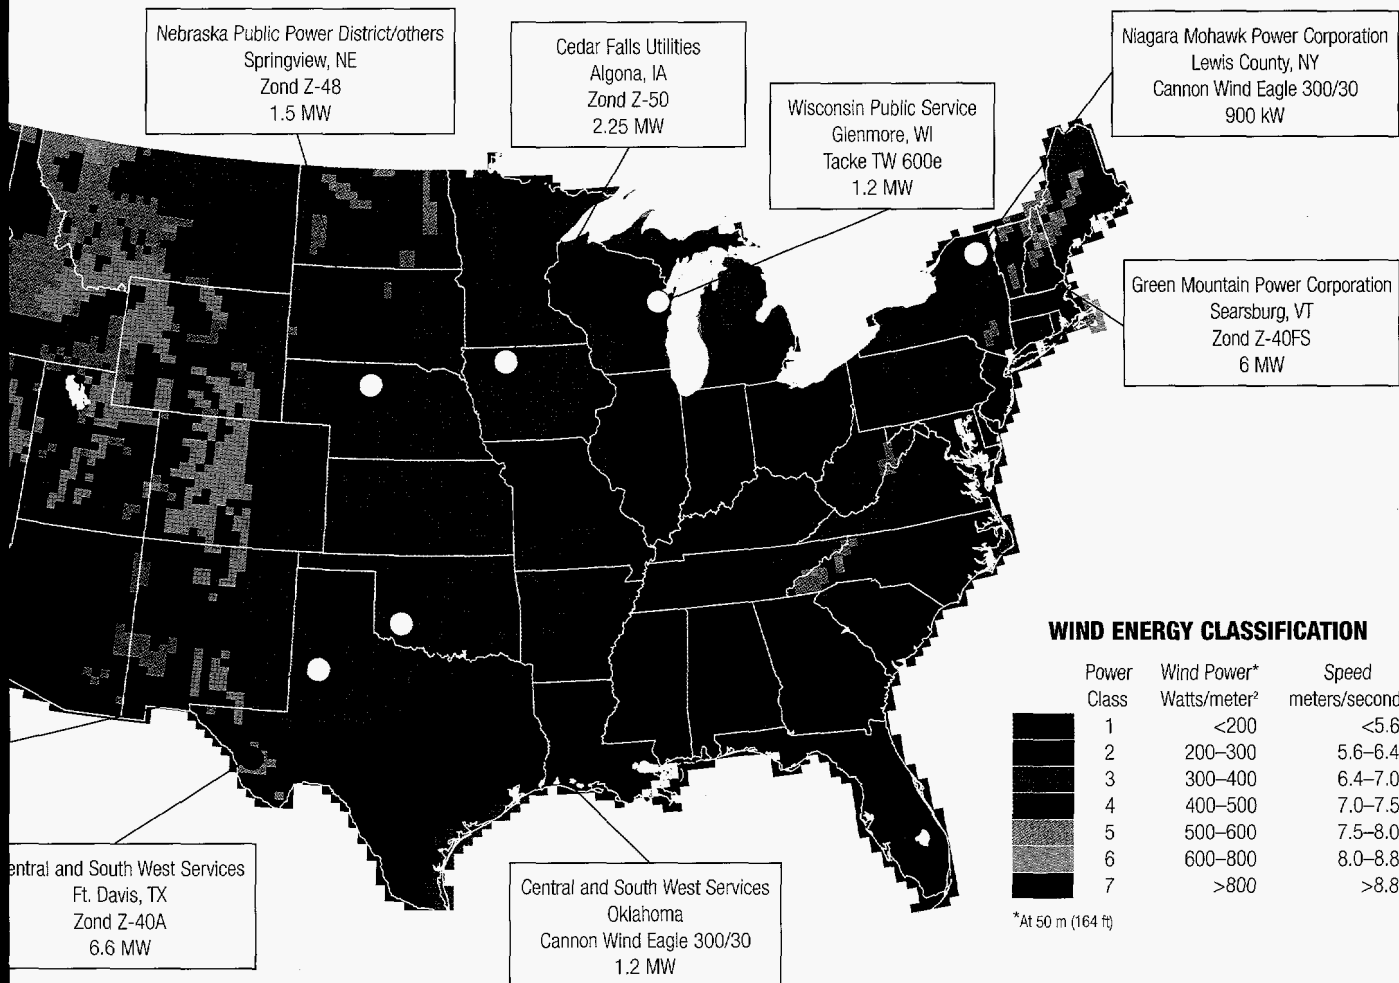 Nebraska Public Power District/others
Springview, NE
Zond Z-48
1.5 MW
Cedar Falls Utilities
Algona, IA
Zond Z-50
2.25 MW
Wisconsin Public Service
Glenmore, WI
Tacke TW 600e
1.2 MW
Niagara Mohawk Power Corporation
Lewis County, NY
Cannon Wind Eagle 300/30
900 kW
Green Mountain Power Corporation
Searsburg, VT
Zond Z-40FS
6 MW
entral and South West Services
Ft. Davis, TX
Zond Z-40A
6.6 MW
Central and South West Services
Oklahoma
Cannon Wind Eagle 300/30
1.2 MW
WIND ENERGY CLASSIFICATION
Power Wind Power* Speed
Class Watts/meter² meters/second
1 <200 <5.6
2 200–300 5.6–6.4
3 300–400 6.4–7.0
4 400–500 7.0–7.5
5 500–600 7.5–8.0
6 600–800 8.0–8.8
7 >800 >8.8
*At 50 m (164 ft)